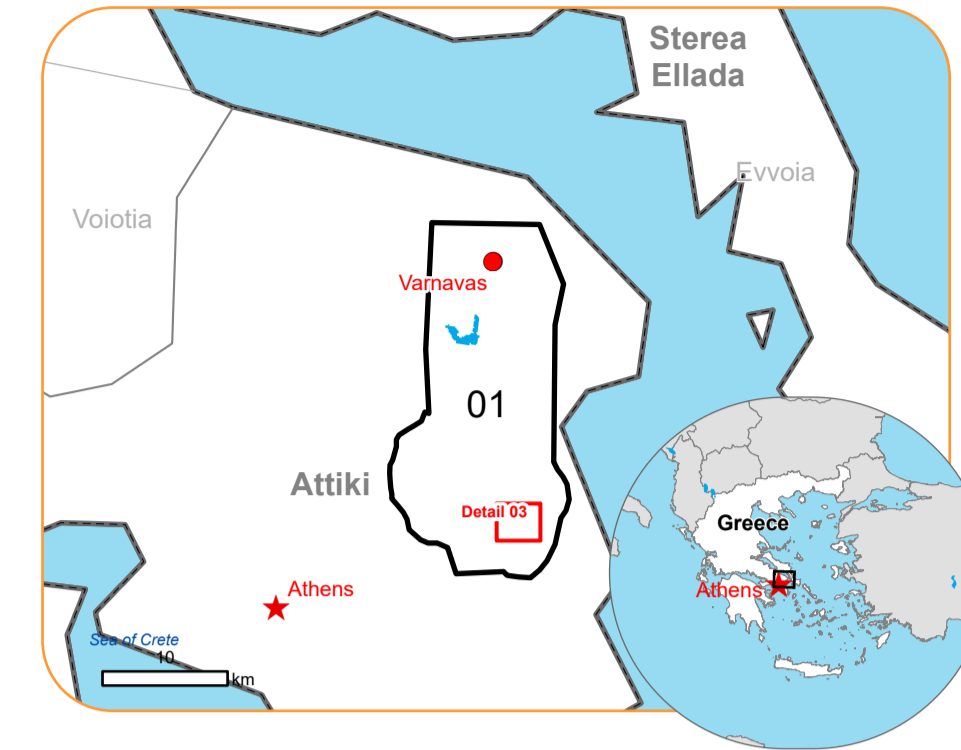 Sterea
Ellada
Evvoia
Voiotia
Varnavas
01
Attiki
Detail 03
Greece
Athens
Athens
Sea of Crete
10
km